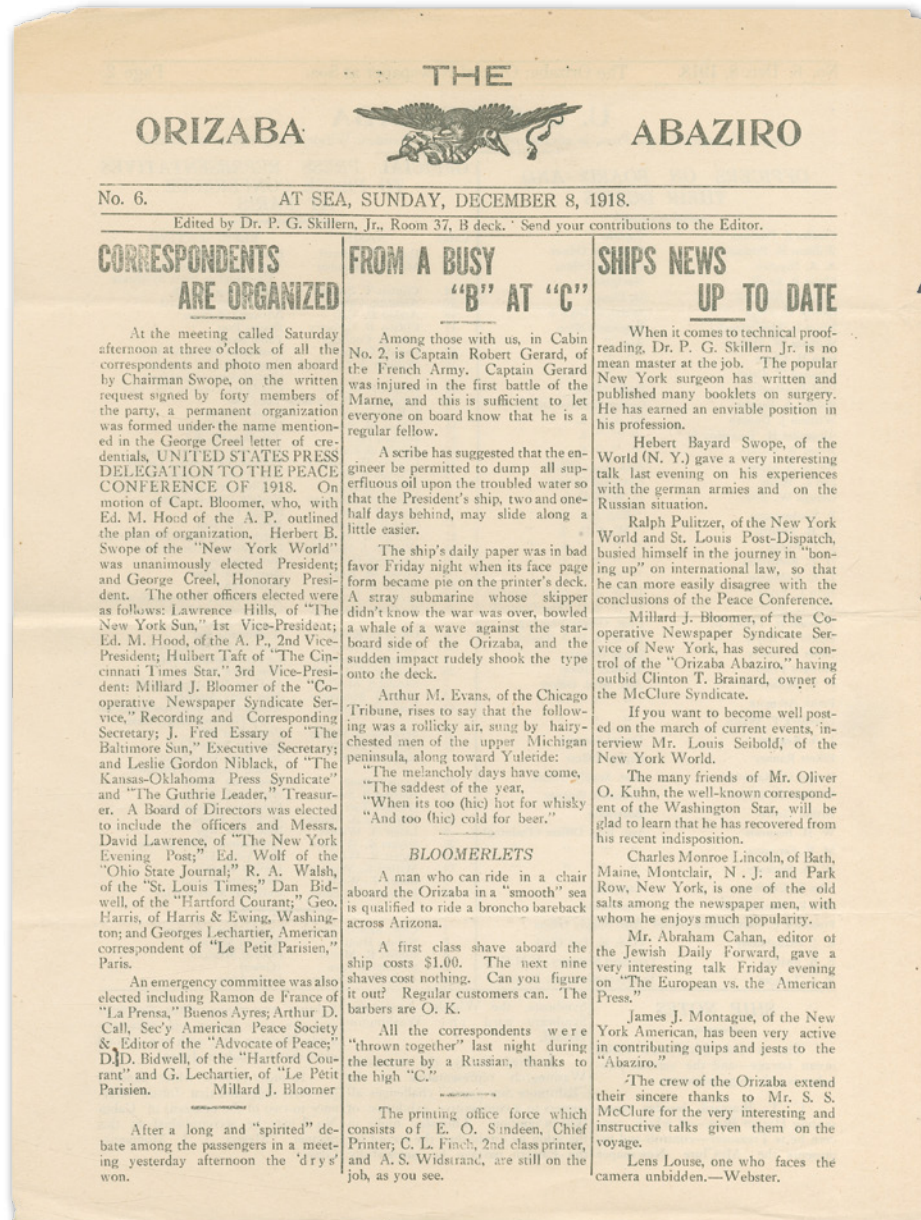 THE
ORIZABA ABAZIRO
No. 6. AT SEA, SUNDAY, DECEMBER 8, 1918.
Edited by Dr. P. G. Skillern, Jr., Room 37, B deck. Send your contributions to the Editor.
CORRESPONDENTS
ARE ORGANIZED
At the meeting called Saturday
afternoon at three o'clock of all the
correspondents and photo men aboard
by Chairman Swope, on the written
request signed by forty members of
the party, a permanent organization
was formed under the name mention-
ed in the George Creel letter of cre-
dentials, UNITED STATES PRESS
DELEGATION TO THE PEACE
CONFERENCE OF 1918. On
motion of Capt. Bloomer, who, with
Ed. M. Hood of the A. P. outlined
the plan of organization, Herbert B.
Swope of the "New York World"
was unanimously elected President;
and George Creel, Honorary Presi-
dent. The other officers elected were
as follows: Lawrence Hills, of "The
New York Sun," 1st Vice-President;
Ed. M. Hood, of the A. P., 2nd Vice-
President; Hulbert Taft of "The Cin-
cinnati Times Star," 3rd Vice-Presi-
dent: Millard J. Bloomer of the "Co-
operative Newspaper Syndicate Ser-
vice," Recording and Corresponding
Secretary; J. Fred Essary of "The
Baltimore Sun," Executive Secretary;
and Leslie Gordon Niblack, of "The
Kansas-Oklahoma Press Syndicate"
and "The Guthrie Leader," Treasur-
er. A Board of Directors was elected
to include the officers and Messrs.
David Lawrence, of "The New York
Evening Post;" Ed. Wolf of the
"Ohio State Journal;" R. A. Walsh,
of the "St. Louis Times;" Dan Bid-
well, of the "Hartford Courant;" Geo.
Harris, of Harris & Ewing, Washing-
ton; and Georges Lechartier, American
correspondent of "Le Petit Parisien,"
Paris.
An emergency committee was also
elected including Ramon de France of
"La Prensa," Buenos Ayres; Arthur D.
Call, Sec'y American Peace Society
& Editor of the "Advocate of Peace;"
D. D. Bidwell, of the "Hartford Cou-
rant" and G. Lechartier, of "Le Petit
Parisien. Millard J. Bloomer
After a long and "spirited" de-
bate among the passengers in a meet-
ing yesterday afternoon the 'drys'
won.
FROM A BUSY
"B" AT "C"
Among those with us, in Cabin
No. 2, is Captain Robert Gerard, of
the French Army. Captain Gerard
was injured in the first battle of the
Marne, and this is sufficient to let
everyone on board know that he is a
regular fellow.
A scribe has suggested that the en-
gineer be permitted to dump all sup-
erfluous oil upon the troubled water so
that the President's ship, two and one-
half days behind, may slide along a
little easier.
The ship's daily paper was in bad
favor Friday night when its face page
form became pie on the printer's deck.
A stray submarine whose skipper
didn't know the war was over, bowled
a whale of a wave against the star-
board side of the Orizaba, and the
sudden impact rudely shook the type
onto the deck.
Arthur M. Evans, of the Chicago
Tribune, rises to say that the follow-
ing was a rollicky air, sung by hairy-
chested men of the upper Michigan
peninsula, along toward Yuletide:
"The melancholy days have come,
"The saddest of the year,
"When its too (hic) hot for whisky
"And too (hic) cold for beer."
BLOOMERLETS
A man who can ride in a chair
aboard the Orizaba in a "smooth" sea
is qualified to ride a broncho bareback
across Arizona.
A first class shave aboard the
ship costs $1.00. The next nine
shaves cost nothing. Can you figure
it out? Regular customers can. The
barbers are O. K.
All the correspondents were
"thrown together" last night during
the lecture by a Russian, thanks to
the high "C."
The printing office force which
consists of E. O. Sundeen, Chief
Printer; C. L. Finch, 2nd class printer,
and A. S. Widstrand, are still on the
job, as you see.
SHIPS NEWS
UP TO DATE
When it comes to technical proof-
reading, Dr. P. G. Skillern Jr. is no
mean master at the job. The popular
New York surgeon has written and
published many booklets on surgery.
He has earned an enviable position in
his profession.
Hebert Bayard Swope, of the
World (N. Y.) gave a very interesting
talk last evening on his experiences
with the german armies and on the
Russian situation.
Ralph Pulitzer, of the New York
World and St. Louis Post-Dispatch,
busied himself in the journey in "bon-
ing up" on international law, so that
he can more easily disagree with the
conclusions of the Peace Conference.
Millard J. Bloomer, of the Co-
operative Newspaper Syndicate Ser-
vice of New York, has secured con-
trol of the "Orizaba Abaziro," having
outbid Clinton T. Brainard, owner of
the McClure Syndicate.
If you want to become well post-
ed on the march of current events, in-
terview Mr. Louis Seibold, of the
New York World.
The many friends of Mr. Oliver
O. Kuhn, the well-known correspond-
ent of the Washington Star, will be
glad to learn that he has recovered from
his recent indisposition.
Charles Monroe Lincoln, of Bath,
Maine, Montclair, N. J. and Park
Row, New York, is one of the old
salts among the newspaper men, with
whom he enjoys much popularity.
Mr. Abraham Cahan, editor of
the Jewish Daily Forward, gave a
very interesting talk Friday evening
on "The European vs. the American
Press."
James J. Montague, of the New
York American, has been very active
in contributing quips and jests to the
"Abaziro."
The crew of the Orizaba extend
their sincere thanks to Mr. S. S.
McClure for the very interesting and
instructive talks given them on the
voyage.
Lens Louse, one who faces the
camera unbidden.—Webster.